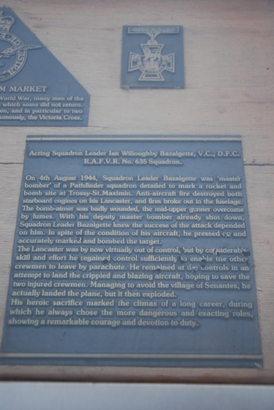 M MARKET
World War, many men of the
which some did not return.
men, and in particular to two
humously, the Victoria Cross.
Acting Squadron Leader Ian Willoughby Bazalgette, V.C., D.F.C.
R.A.F.V.R. No. 635 Squadron.
On 4th August 1944, Squadron Leader Bazalgette was 'master
bomber' of a Pathfinder squadron detailed to mark a rocket and
bomb site at Trossy-St.Maximin. Anti-aircraft fire destroyed both
starboard engines on his Lancaster, and fires broke out in the fuselage.
The bomb-aimer was badly wounded, the mid-upper gunner overcome
by fumes. With his deputy master bomber already shot down,
Squadron Leader Bazalgette knew the success of the attack depended
on him. In spite of the condition of his aircraft, he pressed on and
accurately marked and bombed the target.
The Lancaster was by now virtually out of control, but by considerable
skill and effort he regained control sufficiently to enable the other
crewmen to leave by parachute. He remained at the controls in an
attempt to land the crippled and blazing aircraft, hoping to save the
two injured crewmen. Managing to avoid the village of Senantes, he
actually landed the plane, but it then exploded.
His heroic sacrifice marked the climax of a long career, during
which he always chose the more dangerous and exacting roles,
showing a remarkable courage and devotion to duty.